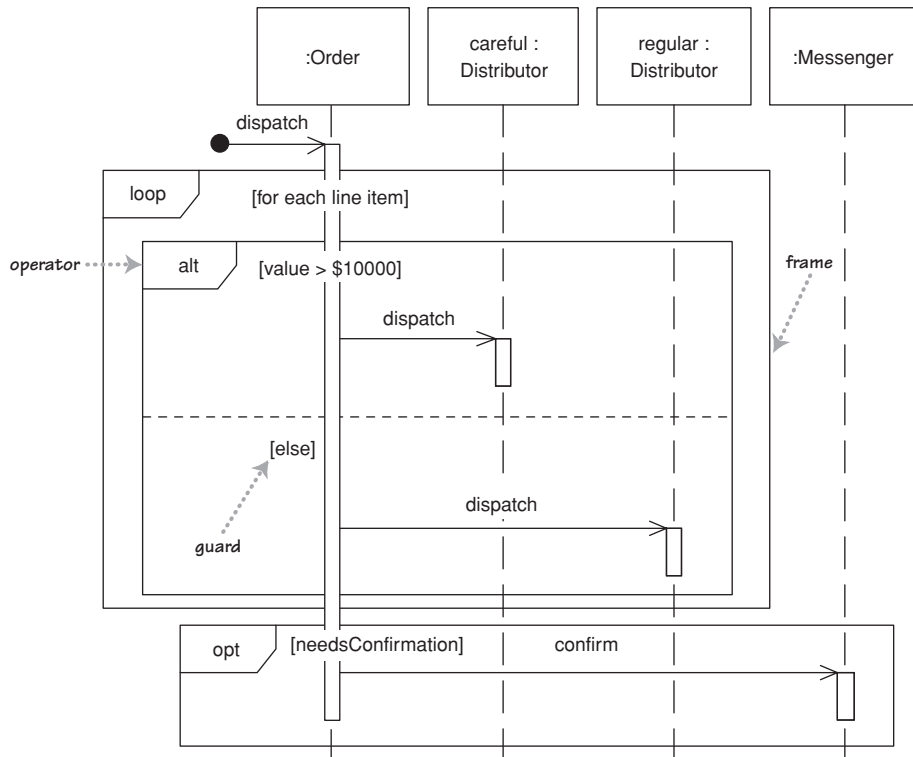 :Order
careful :
Distributor
regular :
Distributor
:Messenger
dispatch
loop
[for each line item]
operator
alt
[value > $10000]
frame
dispatch
[else]
dispatch
guard
opt
[needsConfirmation]
confirm